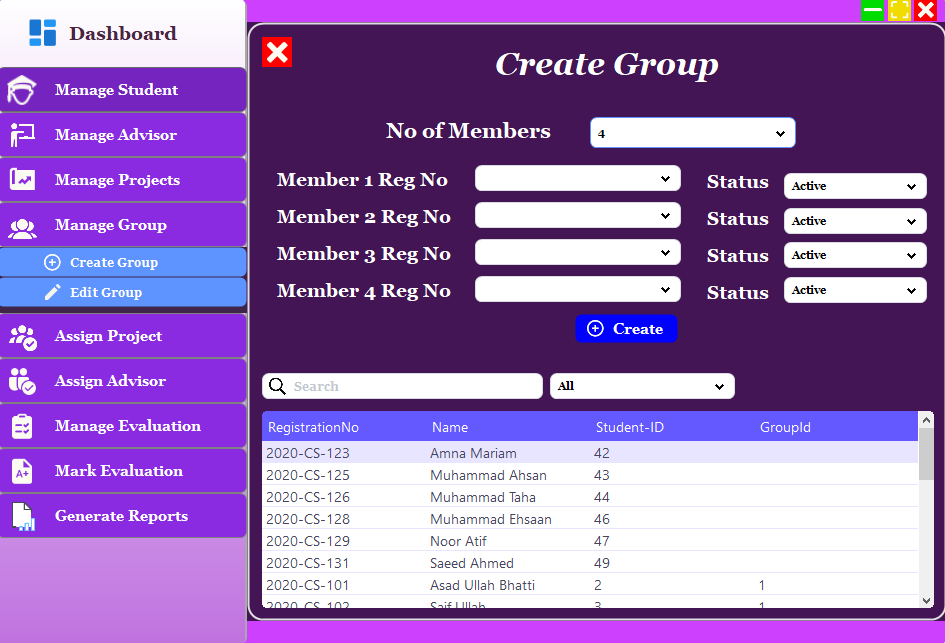 Dashboard
Manage Student
Manage Advisor
Manage Projects
Manage Group
Create Group
Edit Group
Assign Project
Assign Advisor
Manage Evaluation
A+ Mark Evaluation
Generate Reports
Create Group
No of Members 4
Member 1 Reg No Status Active
Member 2 Reg No Status Active
Member 3 Reg No Status Active
Member 4 Reg No Status Active
Create
Search All
RegistrationNo Name Student-ID GroupId
2020-CS-123 Amna Mariam 42
2020-CS-125 Muhammad Ahsan 43
2020-CS-126 Muhammad Taha 44
2020-CS-128 Muhammad Ehsaan 46
2020-CS-129 Noor Atif 47
2020-CS-131 Saeed Ahmed 49
2020-CS-101 Asad Ullah Bhatti 2 1
2020-CS-102 Saif Ullah 3 1